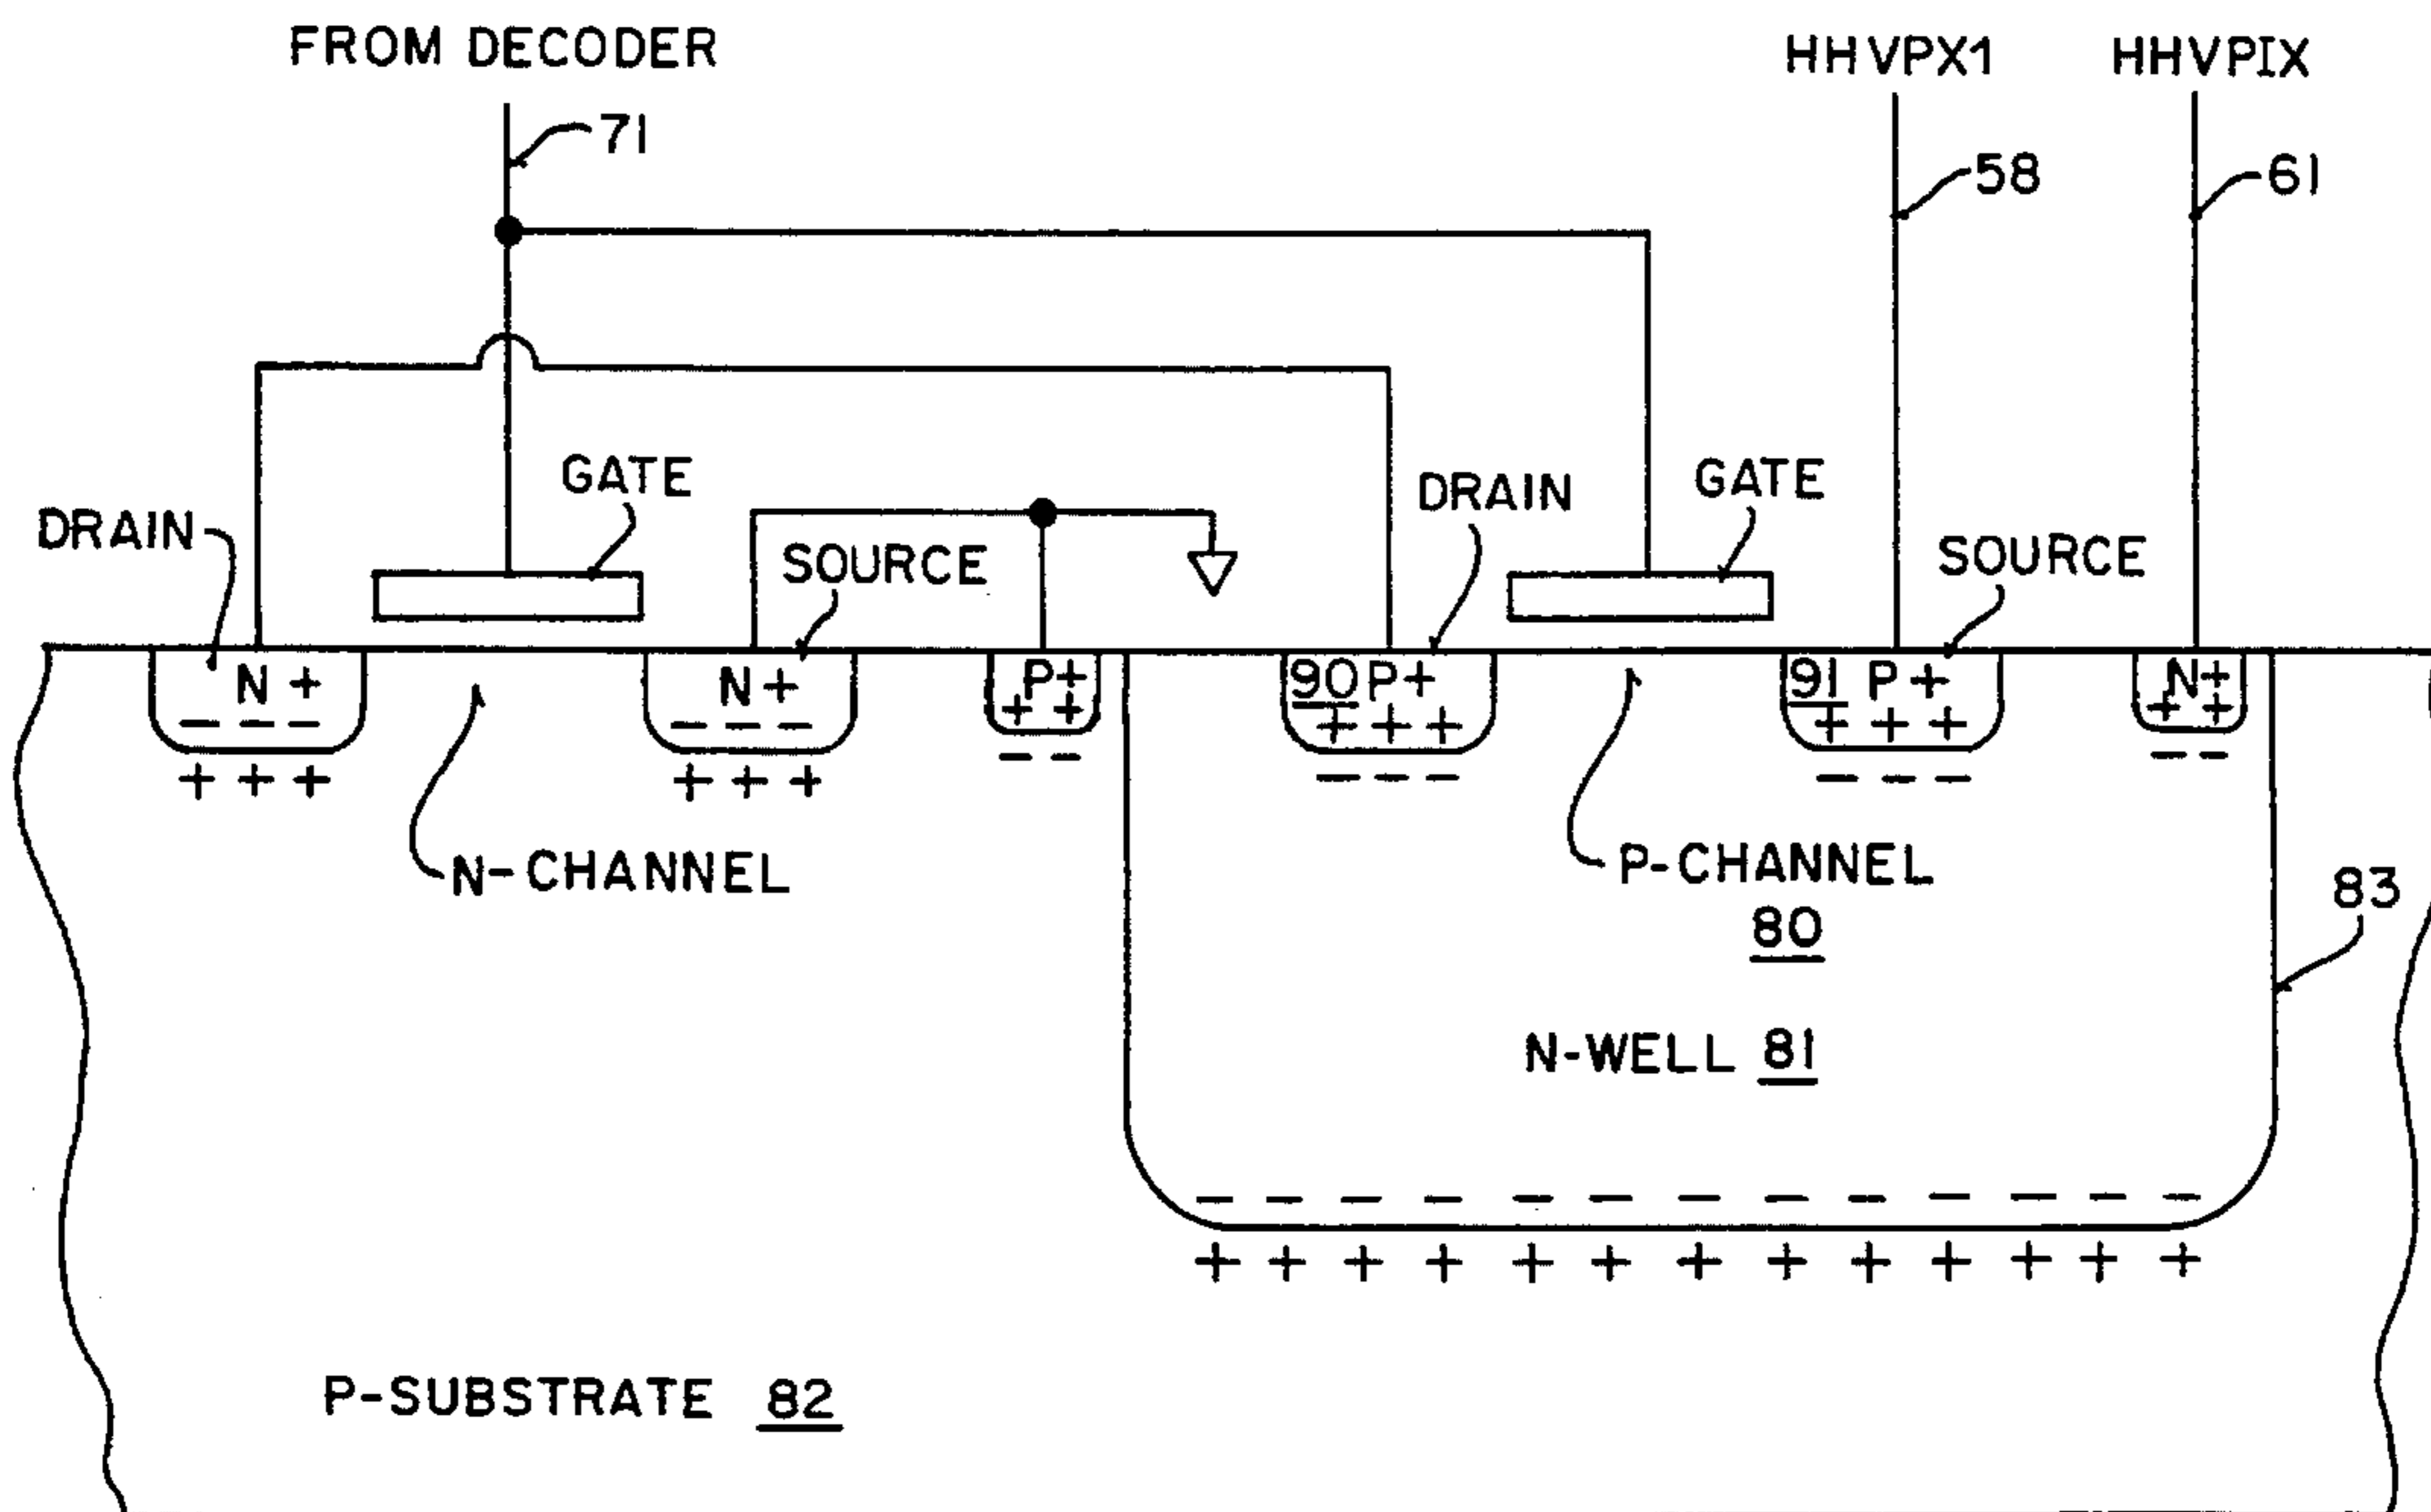 FROM DECODER
HHVPX1
HHVPIX
71
58
61
GATE
DRAIN
GATE
DRAIN
SOURCE
SOURCE
N+
- - -
+ + +
N+
- - -
+ + +
P+
+ +
- -
90 P+
+ + +
- - -
91 P+
+ + +
- - -
N+
+ +
- -
N-CHANNEL
P-CHANNEL
80
83
N-WELL 81
- - - - - - - - - - - - -
+ + + + + + + + + + + + +
P-SUBSTRATE 82